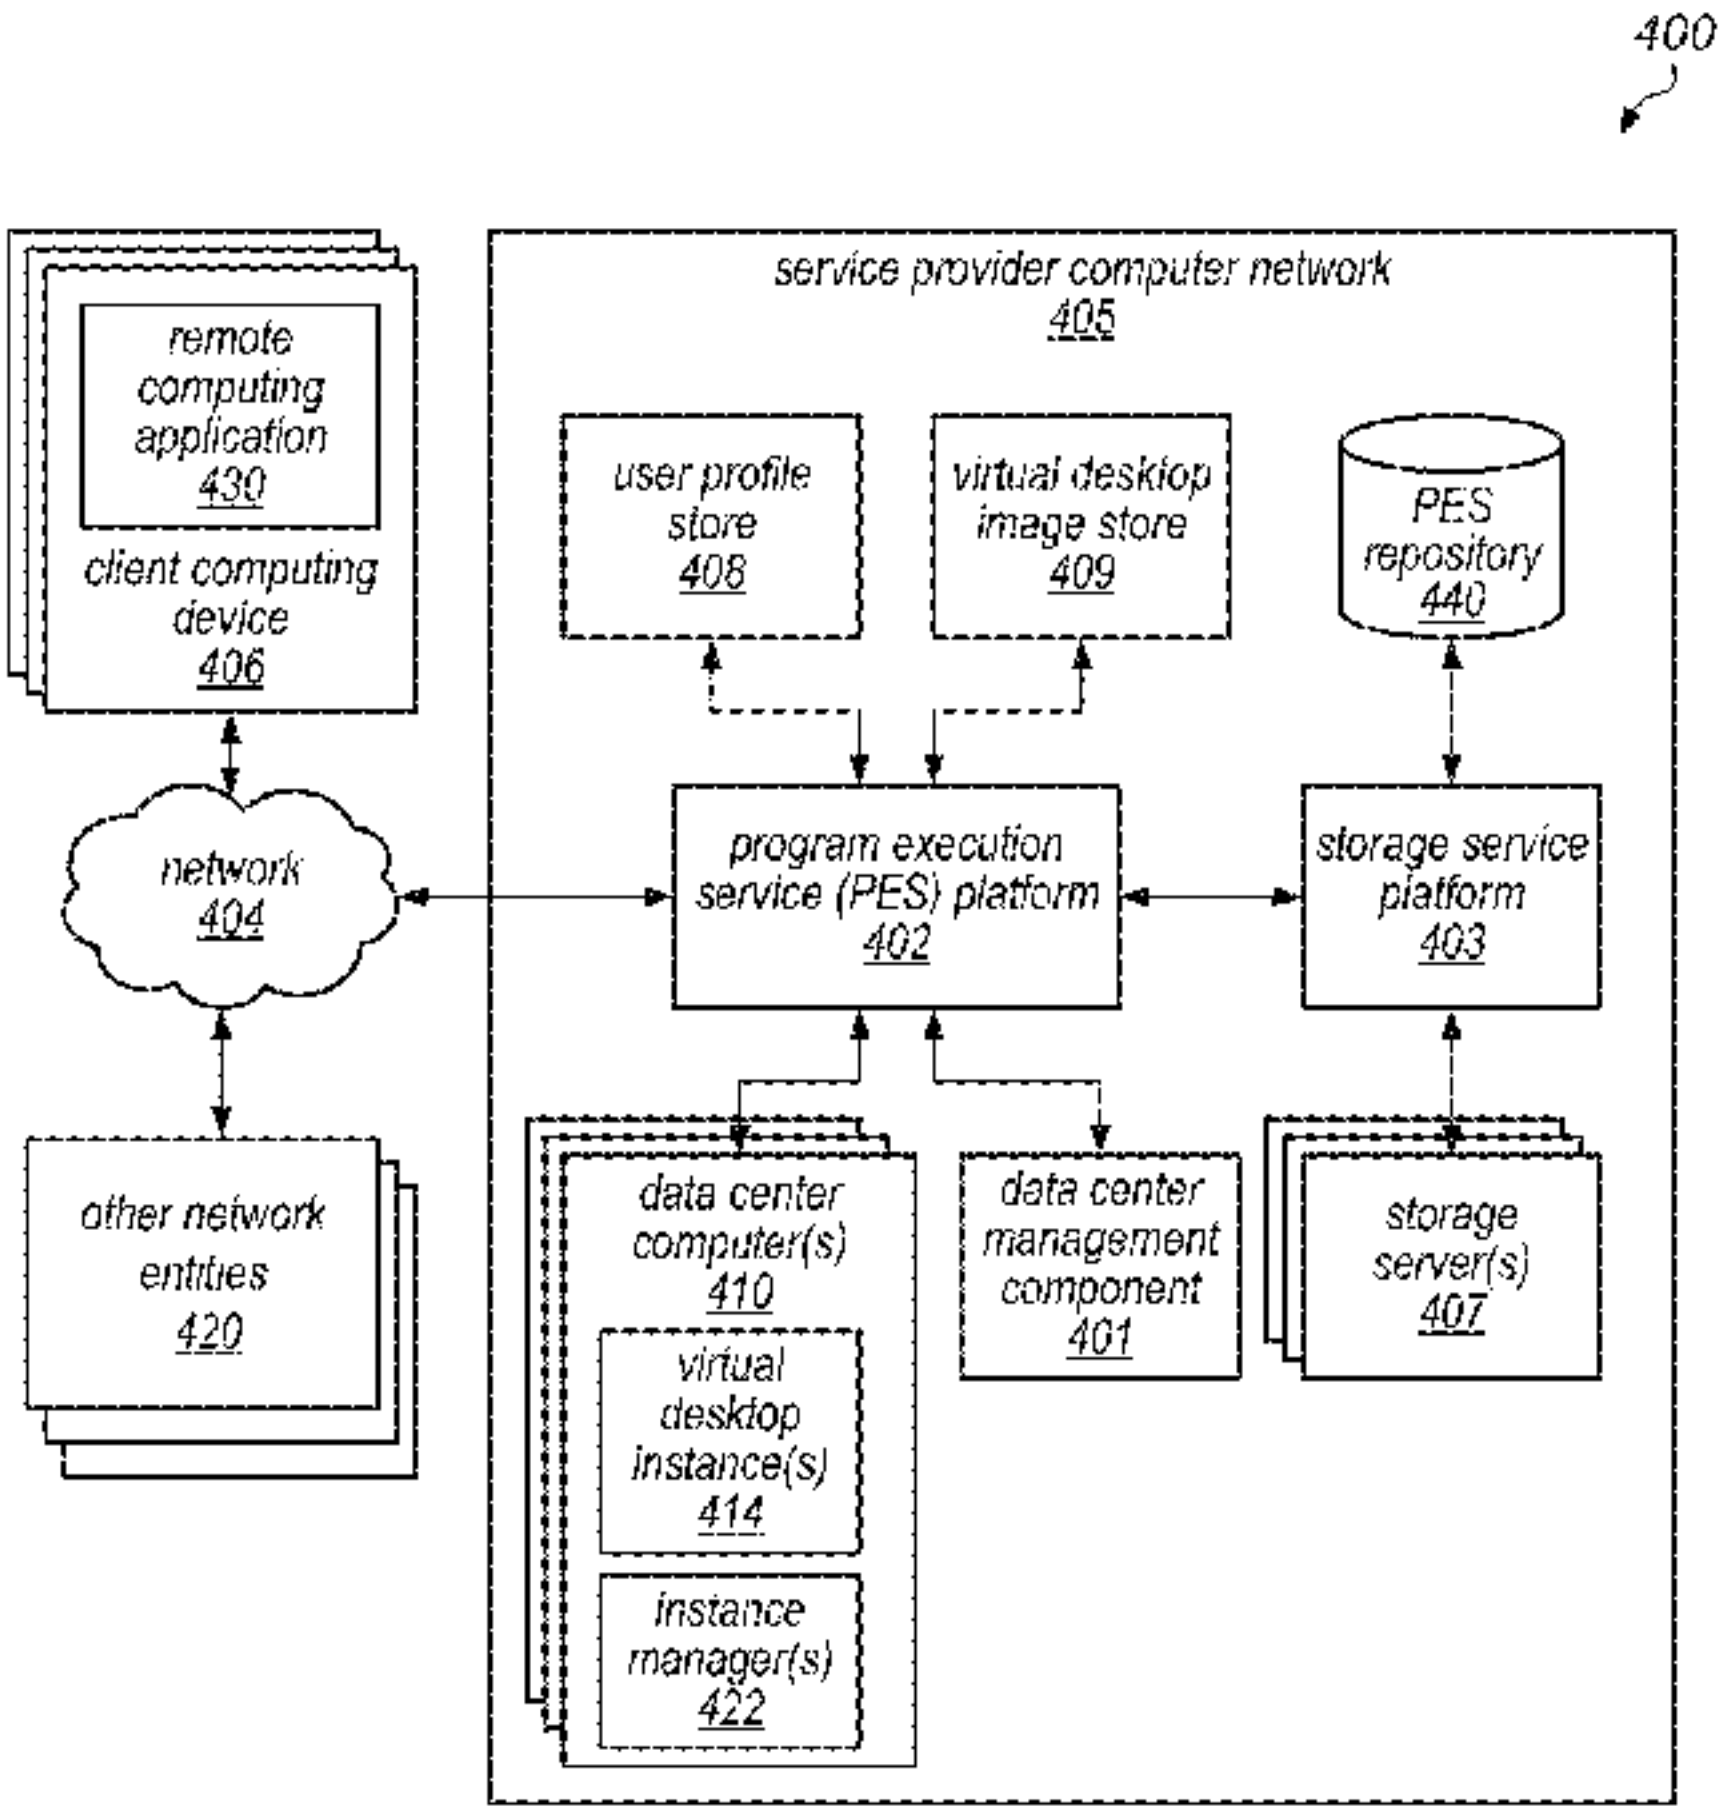 400
remote
computing
application
430
client computing
device
406
network
404
other network
entities
420
service provider computer network
405
user profile
store
408
virtual desktop
image store
409
PES
repository
440
program execution
service (PES) platform
402
storage service
platform
403
data center
computer(s)
410
virtual
desktop
instance(s)
414
instance
manager(s)
422
data center
management
component
401
storage
server(s)
407